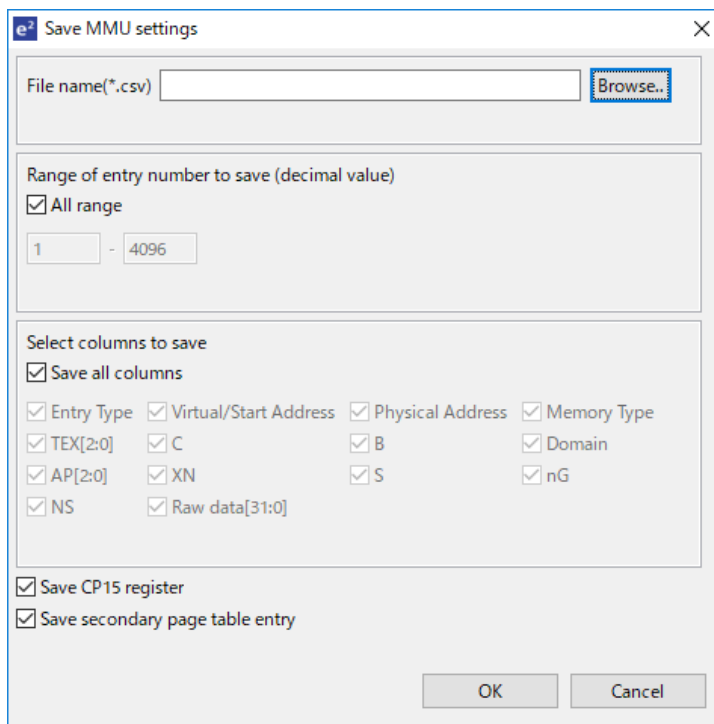 e² Save MMU settings
File name(*.csv) Browse..
Range of entry number to save (decimal value)
All range
1 - 4096
Select columns to save
Save all columns
Entry Type Virtual/Start Address Physical Address Memory Type
TEX[2:0] C B Domain
AP[2:0] XN S nG
NS Raw data[31:0]
Save CP15 register
Save secondary page table entry
OK Cancel